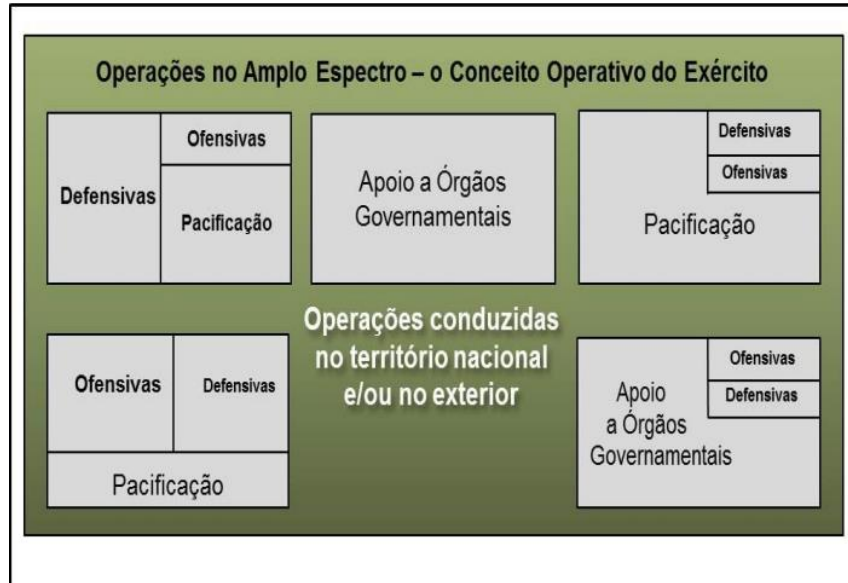 Operações no Amplo Espectro – o Conceito Operativo do Exército
Defensivas
Ofensivas
Pacificação
Apoio a Órgãos
Governamentais
Defensivas
Ofensivas
Pacificação
Operações conduzidas
no território nacional
e/ou no exterior
Ofensivas
Defensivas
Pacificação
Ofensivas
Defensivas
Apoio
a Órgãos
Governamentais